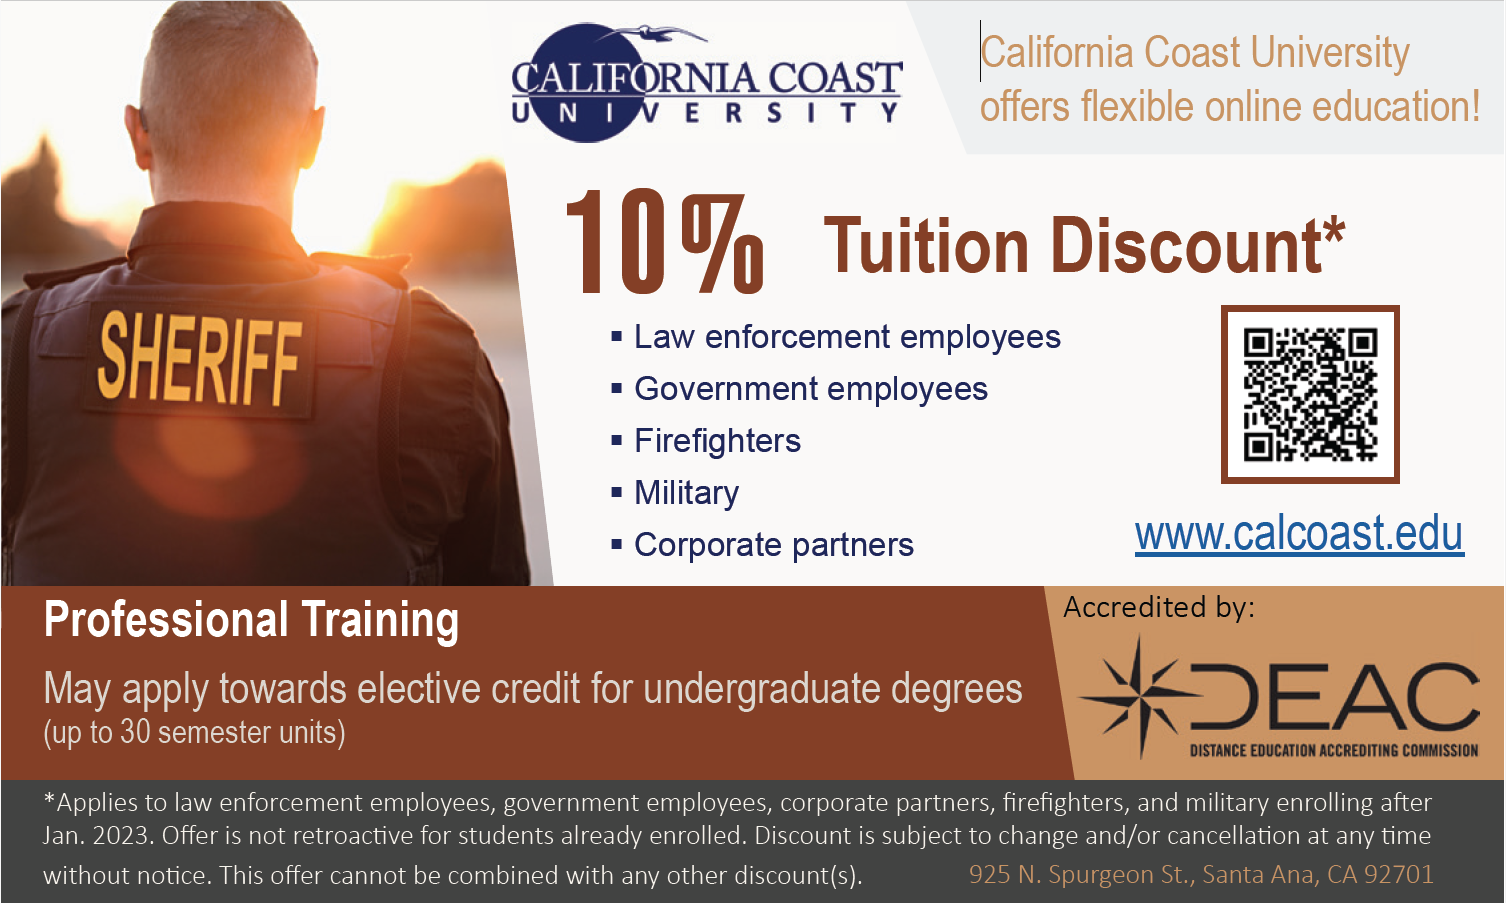 CALIFORNIA COAST
UNIVERSITY
California Coast University
offers flexible online education!
10% Tuition Discount*
SHERIFF
▪ Law enforcement employees
▪ Government employees
▪ Firefighters
▪ Military
▪ Corporate partners
www.calcoast.edu
Professional Training
May apply towards elective credit for undergraduate degrees
(up to 30 semester units)
Accredited by:
DEAC
DISTANCE EDUCATION ACCREDITING COMMISSION
*Applies to law enforcement employees, government employees, corporate partners, firefighters, and military enrolling after
Jan. 2023. Offer is not retroactive for students already enrolled. Discount is subject to change and/or cancellation at any time
without notice. This offer cannot be combined with any other discount(s).
925 N. Spurgeon St., Santa Ana, CA 92701